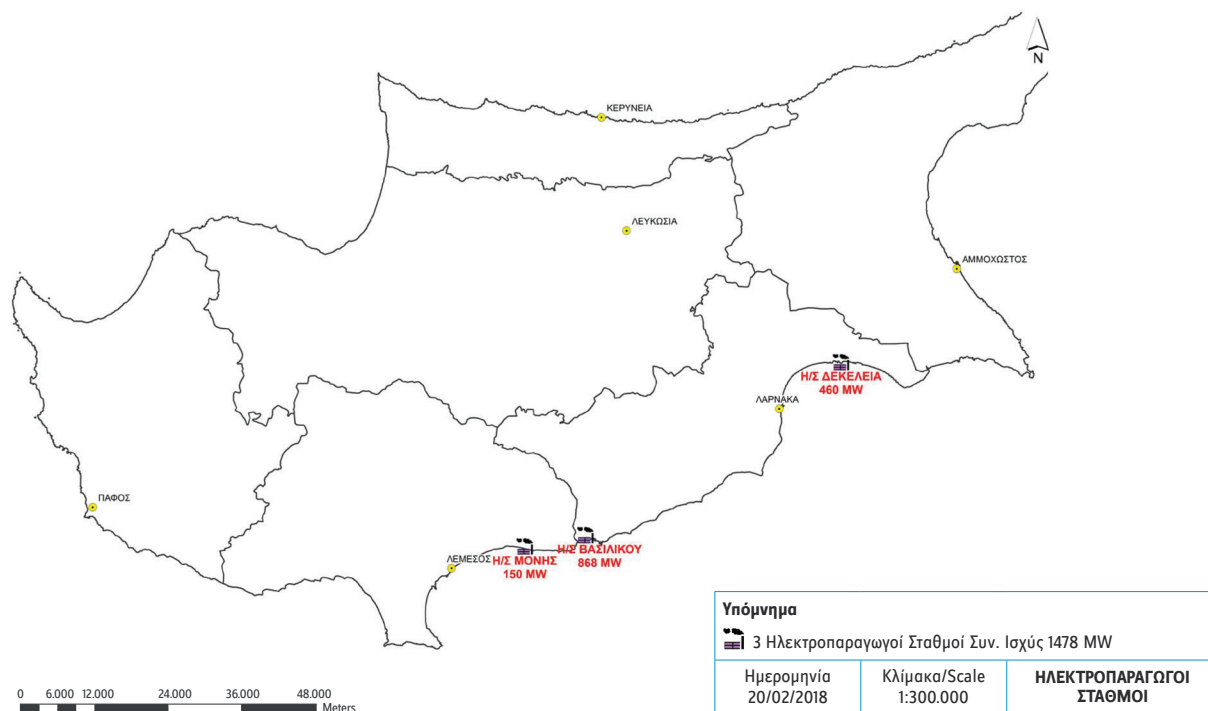 N
ΚΕΡΥΝΕΙΑ
ΛΕΥΚΩΣΙΑ
ΑΜΜΟΧΩΣΤΟΣ
Η/Σ ΔΕΚΕΛΕΙΑ
460 MW
ΛΑΡΝΑΚΑ
ΠΑΦΟΣ
ΛΕΜΕΣΟΣ
Η/Σ ΜΟΝΗΣ
150 MW
Η/Σ ΒΑΣΙΛΙΚΟΥ
868 MW
Υπόμνημα
3 Ηλεκτροπαραγωγοί Σταθμοί Συν. Ισχύς 1478 MW
Ημερομηνία
20/02/2018
Κλίμακα/Scale
1:300.000
ΗΛΕΚΤΡΟΠΑΡΑΓΩΓΟΙ
ΣΤΑΘΜΟΙ
0 6.000 12.000 24.000 36.000 48.000
Meters